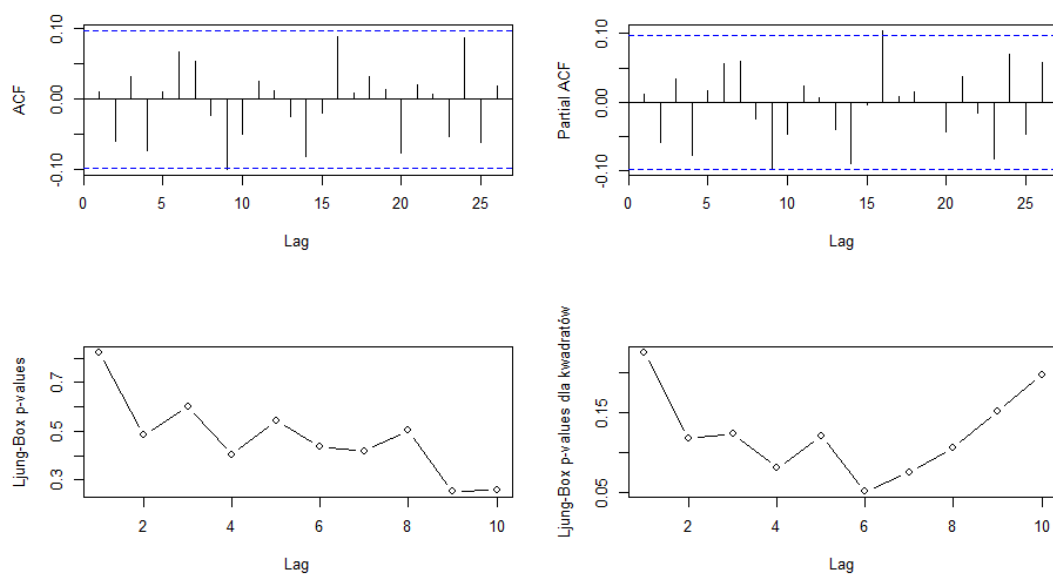 ACF
0.10
0.00
-0.10
0 5 10 15 20 25
Lag
Partial ACF
0.10
0.00
-0.10
0 5 10 15 20 25
Lag
Ljung-Box p-values
0.7
0.5
0.3
2 4 6 8 10
Lag
Ljung-Box p-values dla kwadratów
0.15
0.05
2 4 6 8 10
Lag